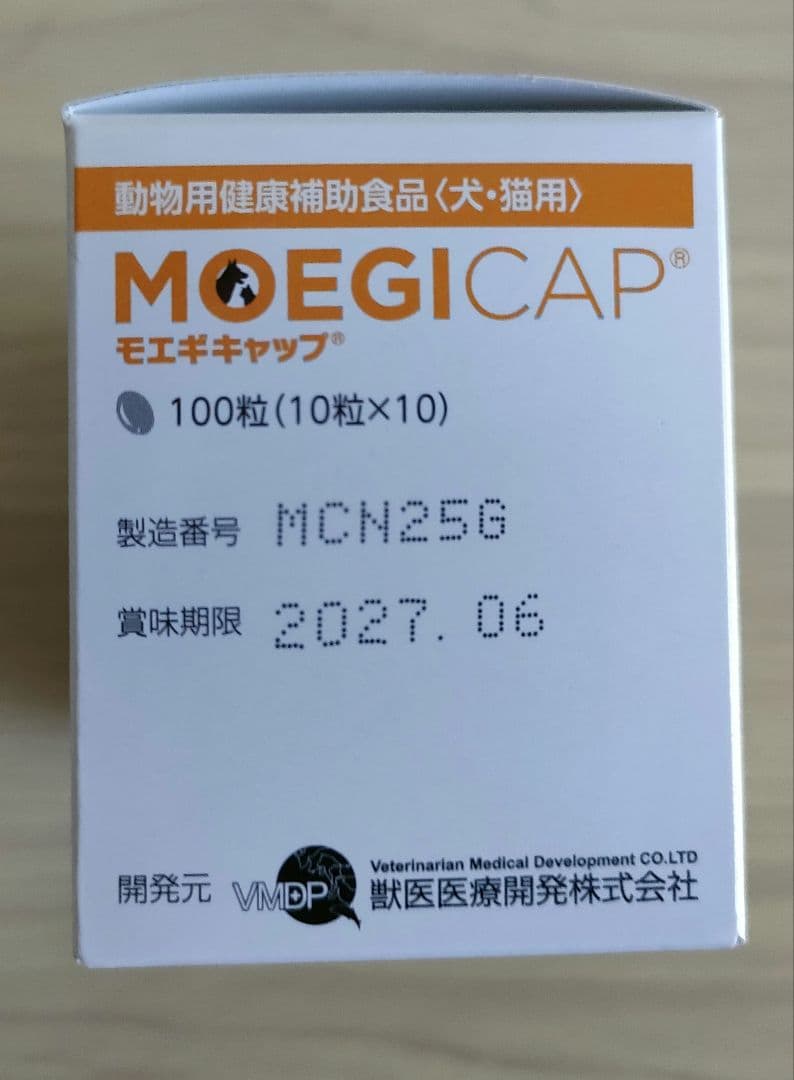 動物用健康補助食品〈犬・猫用〉
MOEGICAP®
モエギキャップ®
100粒(10粒×10)
製造番号 MCN25G
賞味期限 2027. 06
開発元 VMDP Veterinarian Medical Development CO.LTD
獣医医療開発株式会社